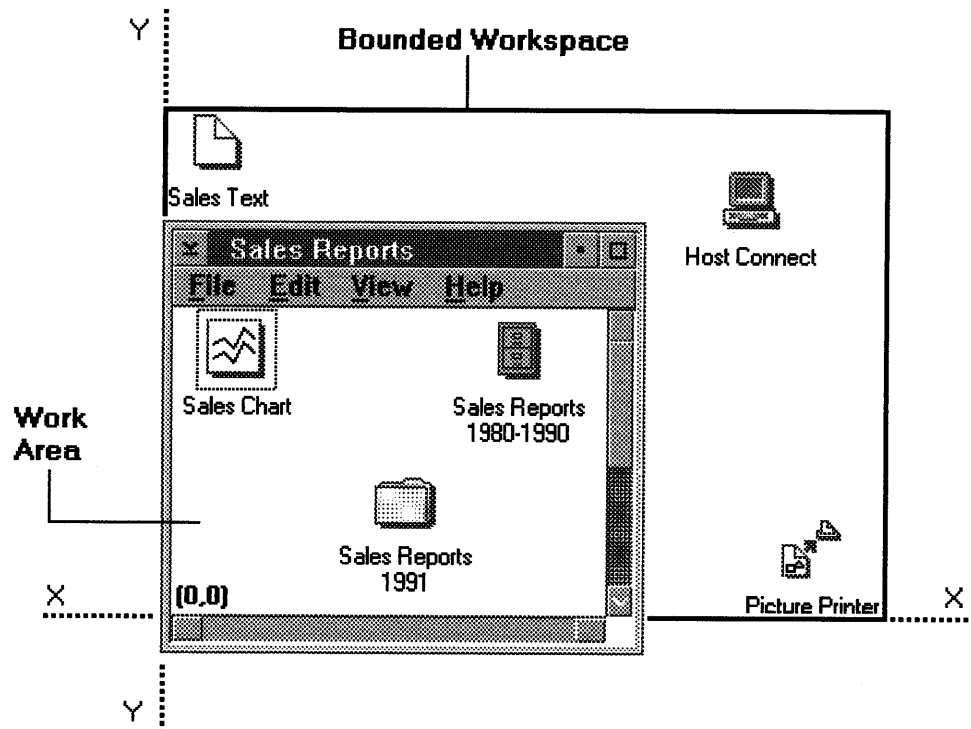 Y
Bounded Workspace
Sales Text
Host Connect
Sales Reports
File Edit View Help
Sales Chart
Sales Reports
1980-1990
Work
Area
Sales Reports
1991
X
(0,0)
Picture Printer
X
Y